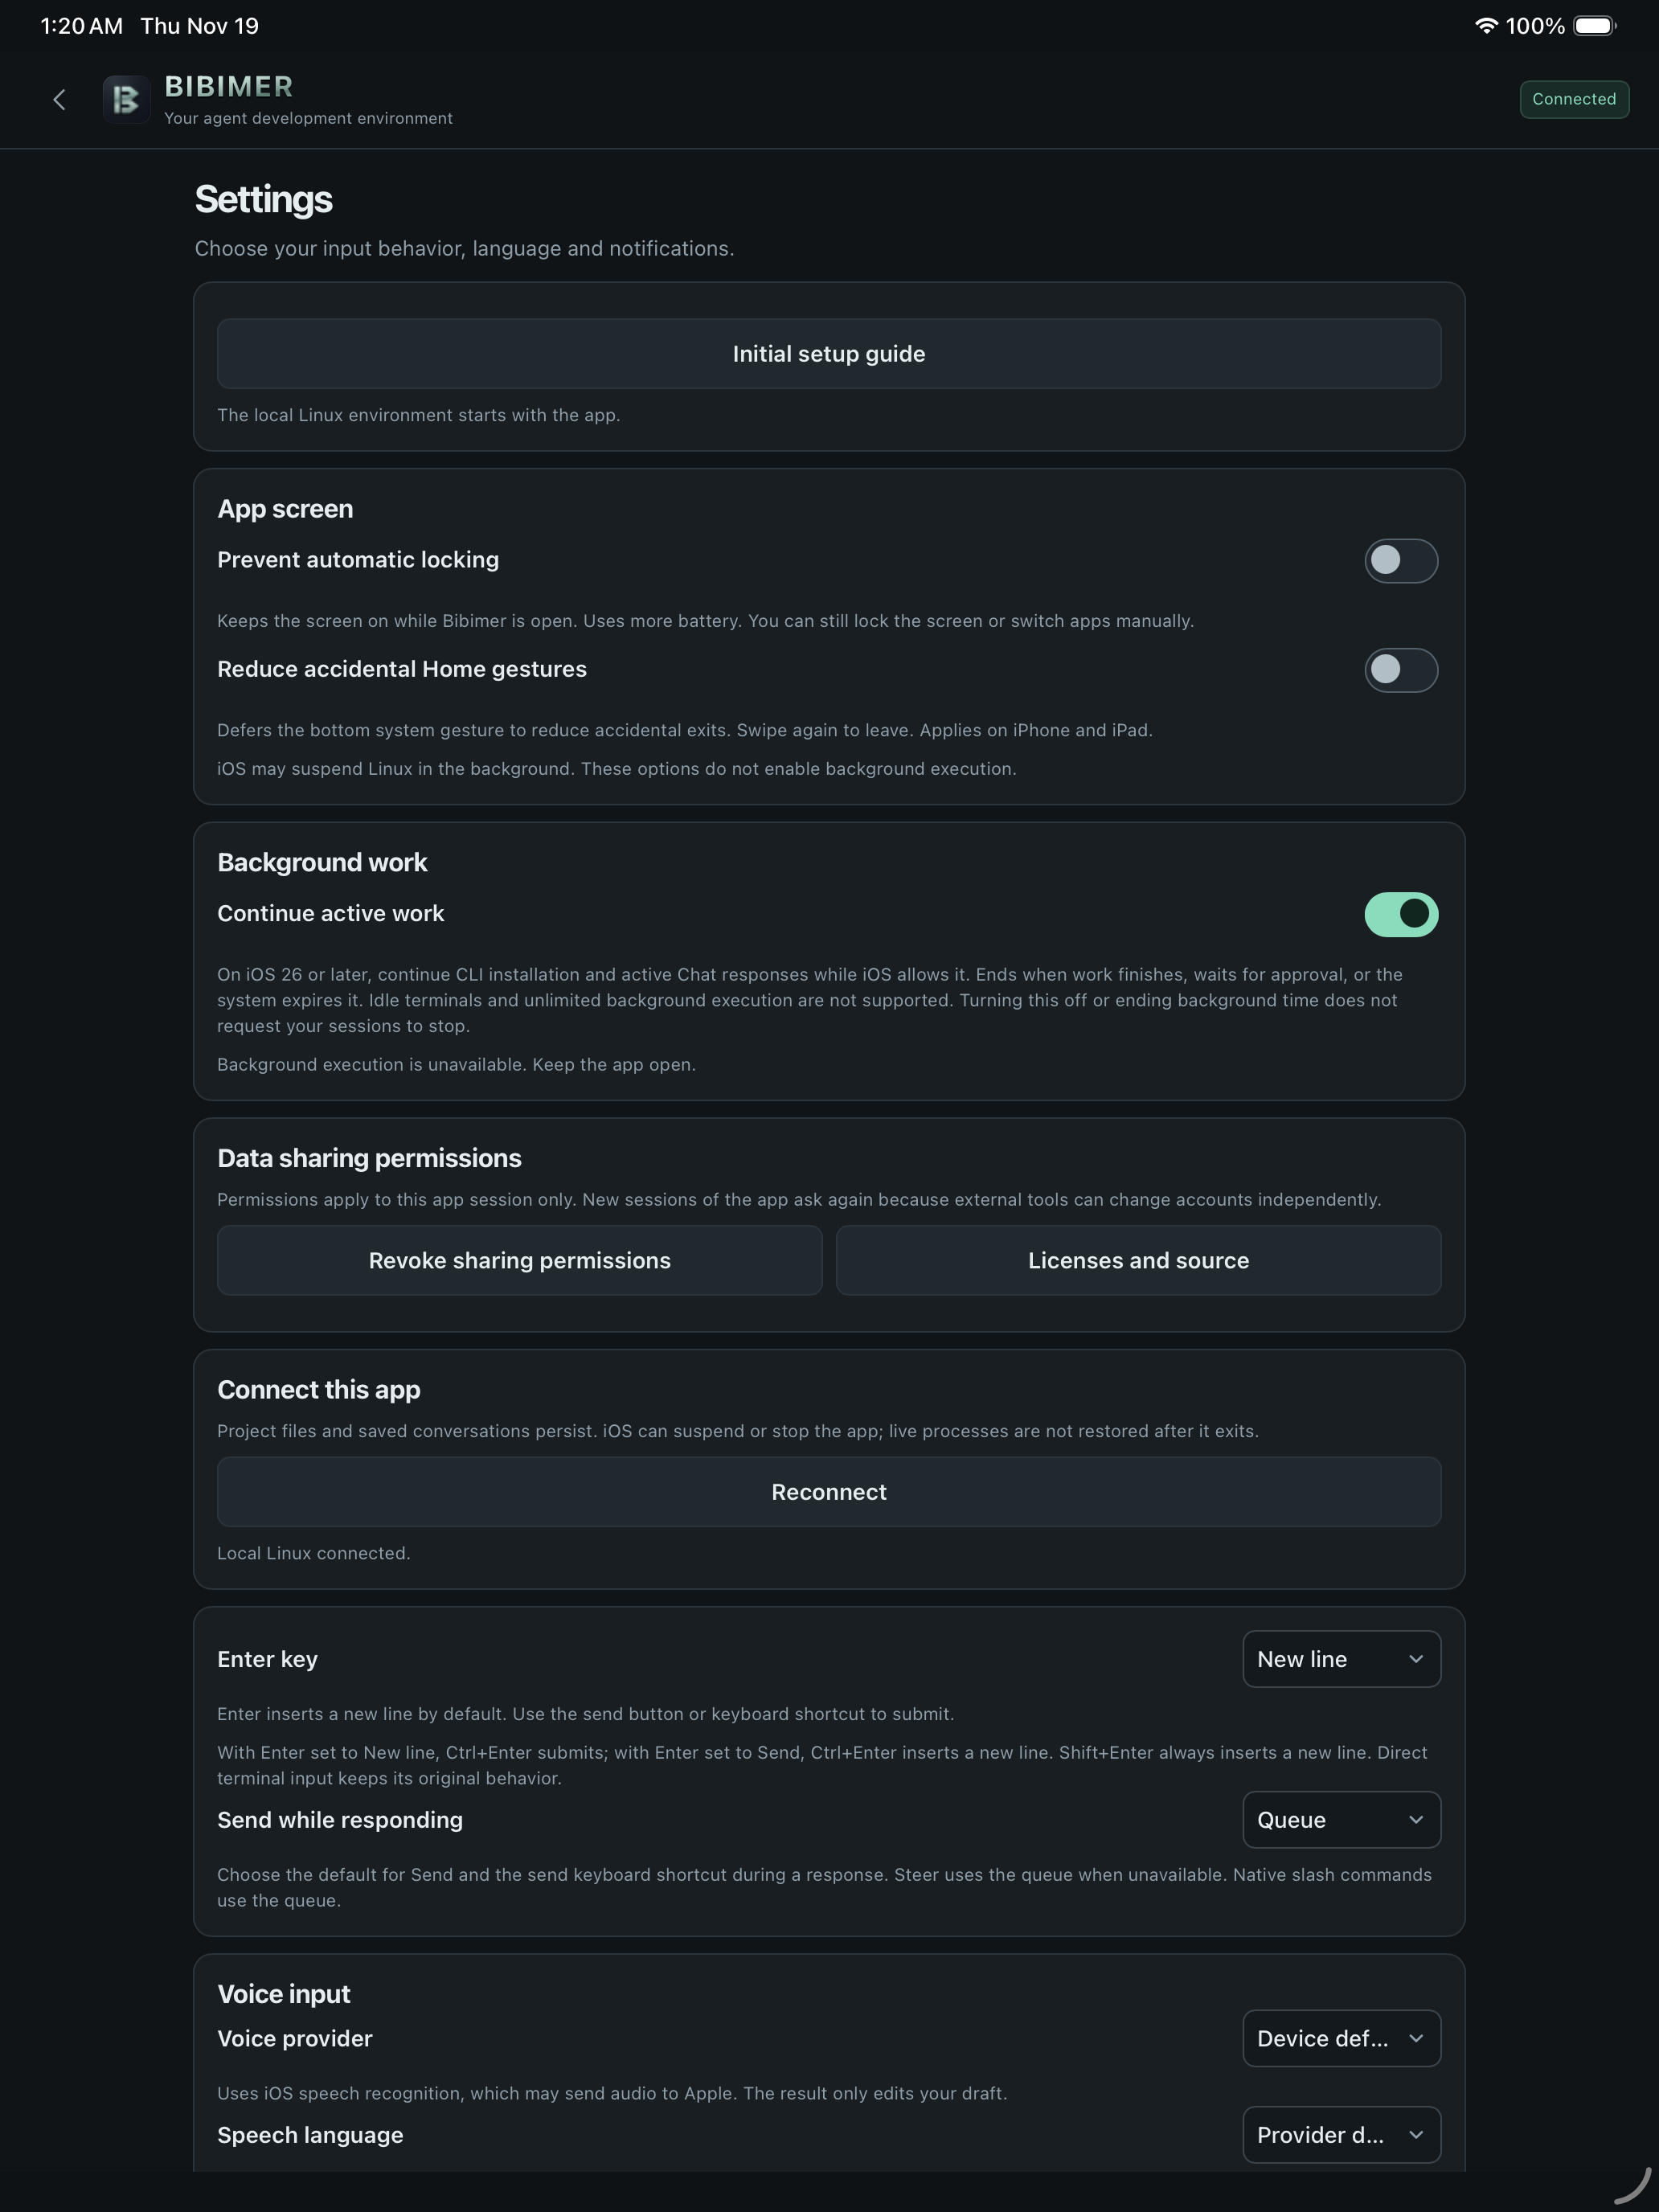 1:20 AM Thu Nov 19
100%
BIBIMER
Your agent development environment
Connected
Settings
Choose your input behavior, language and notifications.
Initial setup guide
The local Linux environment starts with the app.
App screen
Prevent automatic locking
Keeps the screen on while Bibimer is open. Uses more battery. You can still lock the screen or switch apps manually.
Reduce accidental Home gestures
Defers the bottom system gesture to reduce accidental exits. Swipe again to leave. Applies on iPhone and iPad.
iOS may suspend Linux in the background. These options do not enable background execution.
Background work
Continue active work
On iOS 26 or later, continue CLI installation and active Chat responses while iOS allows it. Ends when work finishes, waits for approval, or the
system expires it. Idle terminals and unlimited background execution are not supported. Turning this off or ending background time does not
request your sessions to stop.
Background execution is unavailable. Keep the app open.
Data sharing permissions
Permissions apply to this app session only. New sessions of the app ask again because external tools can change accounts independently.
Revoke sharing permissions
Licenses and source
Connect this app
Project files and saved conversations persist. iOS can suspend or stop the app; live processes are not restored after it exits.
Reconnect
Local Linux connected.
Enter key
New line
Enter inserts a new line by default. Use the send button or keyboard shortcut to submit.
With Enter set to New line, Ctrl+Enter submits; with Enter set to Send, Ctrl+Enter inserts a new line. Shift+Enter always inserts a new line. Direct
terminal input keeps its original behavior.
Send while responding
Queue
Choose the default for Send and the send keyboard shortcut during a response. Steer uses the queue when unavailable. Native slash commands
use the queue.
Voice input
Voice provider
Device def...
Uses iOS speech recognition, which may send audio to Apple. The result only edits your draft.
Speech language
Provider d...